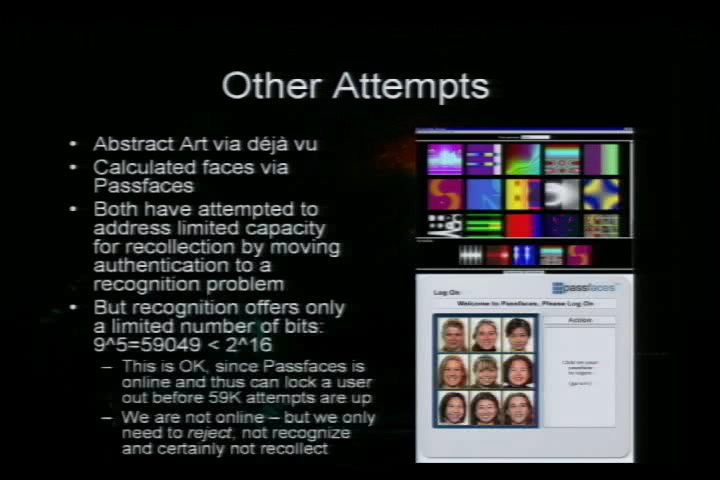 Other Attempts
• Abstract Art via déjà vu
• Calculated faces via
Passfaces
• Both have attempted to
address limited capacity
for recollection by moving
authentication to a
recognition problem
• But recognition offers only
a limited number of bits:
9^5=59049 < 2^16
– This is OK, since Passfaces is
online and thus can lock a user
out before 59K attempts are up
– We are not online – but we only
need to reject, not recognize
and certainly not recollect
Log On
passfaces
Welcome to Passfaces, Please Log On
Action